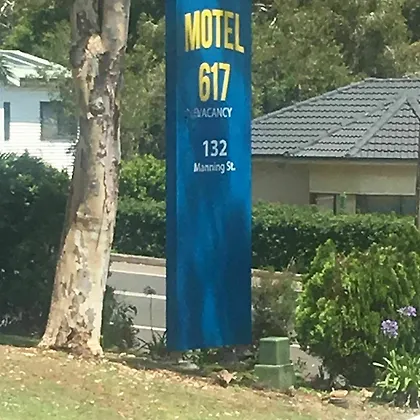 MOTEL
617
VACANCY
132
Manning St.